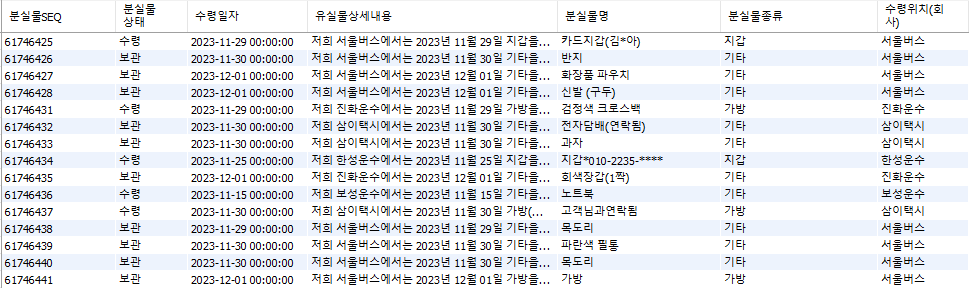 분실물SEQ 분실물상태 수령일자 유실물상세내용 분실물명 분실물종류 수령위치(회사)
61746425 수령 2023-11-29 00:00:00 저희 서울버스에서는 2023년 11월 29일 지갑을... 카드지갑(김*아) 지갑 서울버스
61746426 보관 2023-11-30 00:00:00 저희 서울버스에서는 2023년 11월 30일 기타을... 반지 기타 서울버스
61746427 보관 2023-12-01 00:00:00 저희 서울버스에서는 2023년 12월 01일 기타을... 화장품 파우치 기타 서울버스
61746428 보관 2023-12-01 00:00:00 저희 서울버스에서는 2023년 12월 01일 기타을... 신발 (구두) 기타 서울버스
61746431 수령 2023-11-29 00:00:00 저희 진화운수에서는 2023년 11월 29일 가방을... 검정색 크로스백 가방 진화운수
61746432 보관 2023-11-30 00:00:00 저희 삼이택시에서는 2023년 11월 30일 기타을... 전자담배(연락됨) 기타 삼이택시
61746433 보관 2023-11-30 00:00:00 저희 삼이택시에서는 2023년 11월 30일 기타을... 과자 기타 삼이택시
61746434 수령 2023-11-25 00:00:00 저희 한성운수에서는 2023년 11월 25일 지갑을... 지갑*010-2235-**** 지갑 한성운수
61746435 보관 2023-12-01 00:00:00 저희 진화운수에서는 2023년 12월 01일 기타을... 회색장갑(1짝) 기타 진화운수
61746436 수령 2023-11-15 00:00:00 저희 보성운수에서는 2023년 11월 15일 기타을... 노트북 기타 보성운수
61746437 수령 2023-11-30 00:00:00 저희 삼이택시에서는 2023년 11월 30일 가방(... 고객님과연락됨 가방 삼이택시
61746438 보관 2023-11-29 00:00:00 저희 서울버스에서는 2023년 11월 29일 기타을... 목도리 기타 서울버스
61746439 보관 2023-11-30 00:00:00 저희 서울버스에서는 2023년 11월 30일 기타을... 파란색 필통 기타 서울버스
61746440 보관 2023-11-30 00:00:00 저희 서울버스에서는 2023년 11월 30일 기타을... 목도리 기타 서울버스
61746441 보관 2023-12-01 00:00:00 저희 서울버스에서는 2023년 12월 01일 가방을... 가방 가방 서울버스